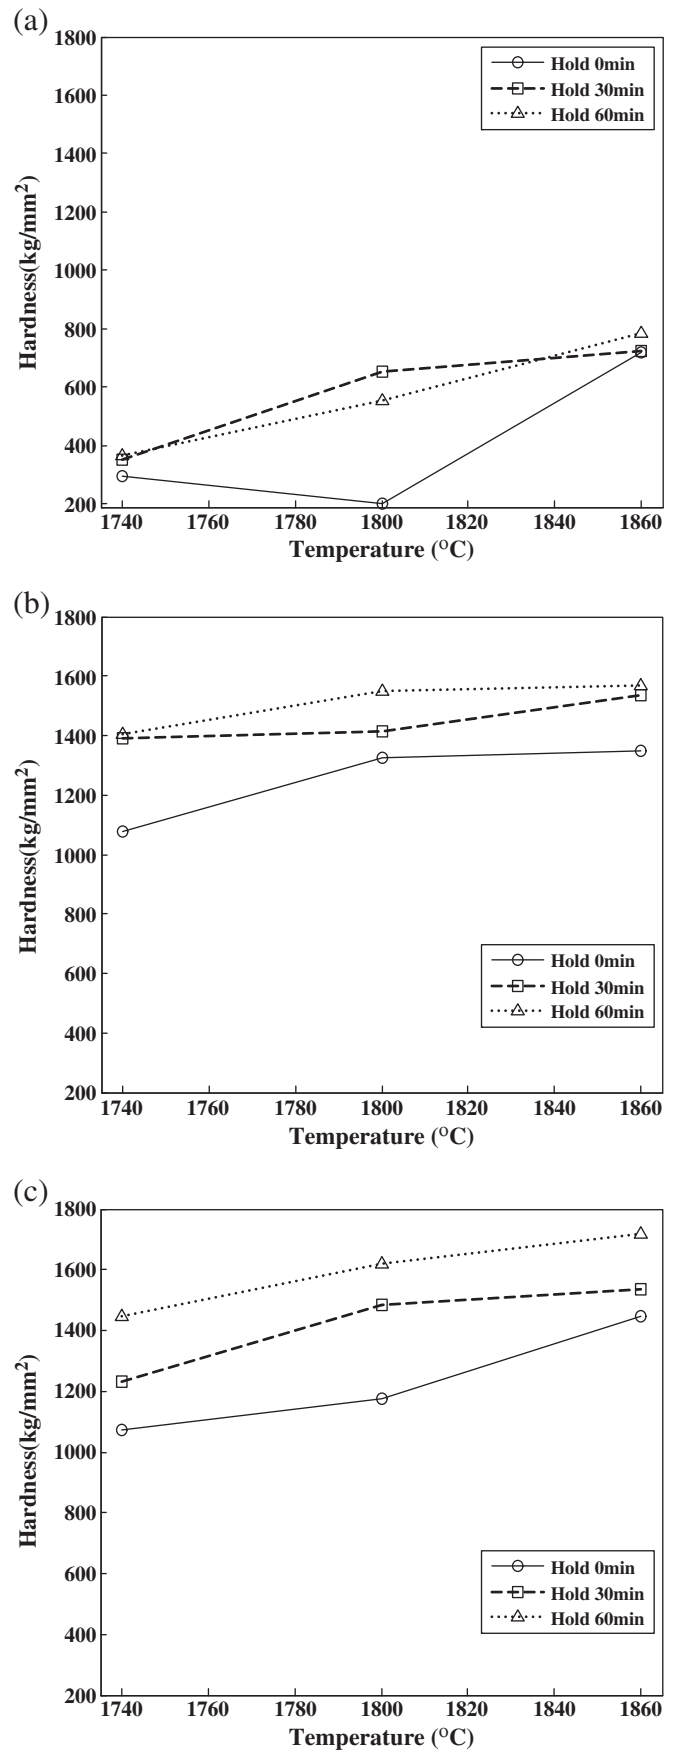 (a)
1800
1600
1400
1200
1000
800
600
400
200
Hardness(kg/mm²)
Hold 0min
Hold 30min
Hold 60min
1740 1760 1780 1800 1820 1840 1860
Temperature (°C)
(b)
1800
1600
1400
1200
1000
800
600
400
200
Hardness(kg/mm²)
Hold 0min
Hold 30min
Hold 60min
1740 1760 1780 1800 1820 1840 1860
Temperature (°C)
(c)
1800
1600
1400
1200
1000
800
600
400
200
Hardness(kg/mm²)
Hold 0min
Hold 30min
Hold 60min
1740 1760 1780 1800 1820 1840 1860
Temperature (°C)